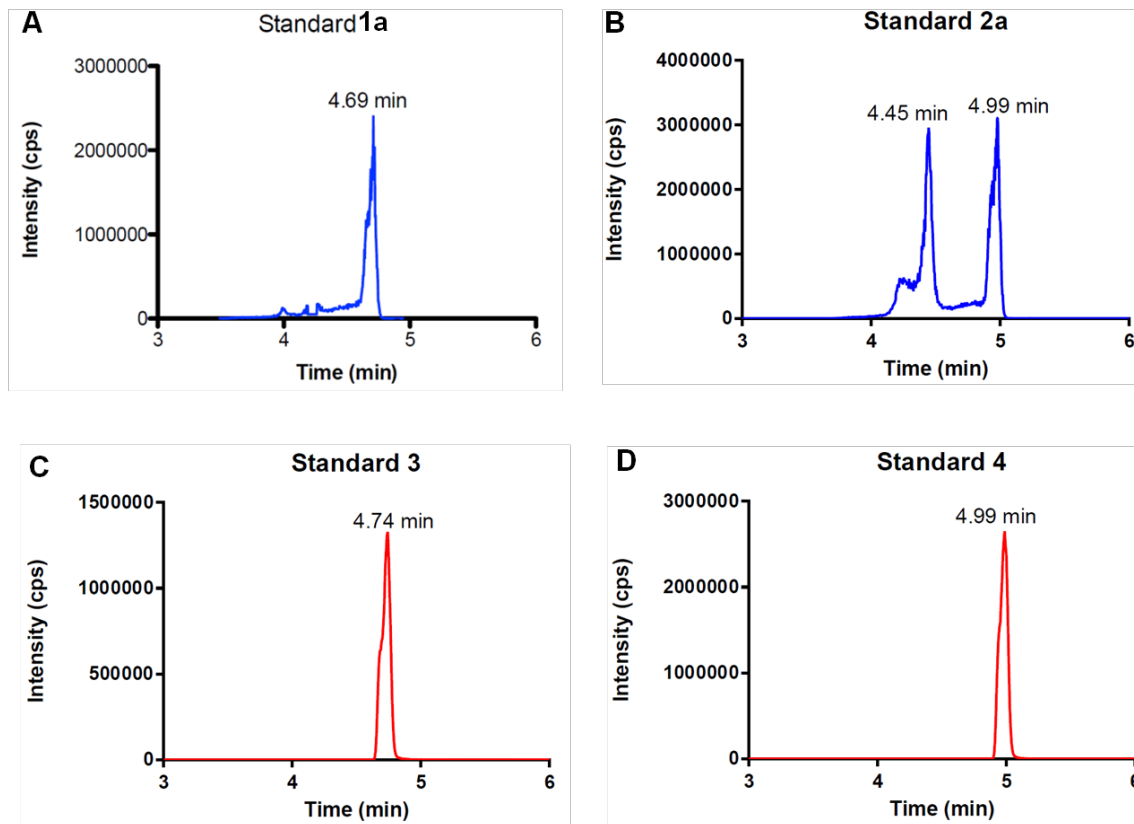 A
Standard1a
3000000
2000000
1000000
0
4.69 min
Intensity (cps)
3
4
5
6
Time (min)
B
Standard 2a
4000000
3000000
2000000
1000000
0
4.45 min
4.99 min
Intensity (cps)
3
4
5
6
Time (min)
C
Standard 3
1500000
1000000
500000
0
4.74 min
Intensity (cps)
3
4
5
6
Time (min)
D
Standard 4
3000000
2000000
1000000
0
4.99 min
Intensity (cps)
3
4
5
6
Time (min)